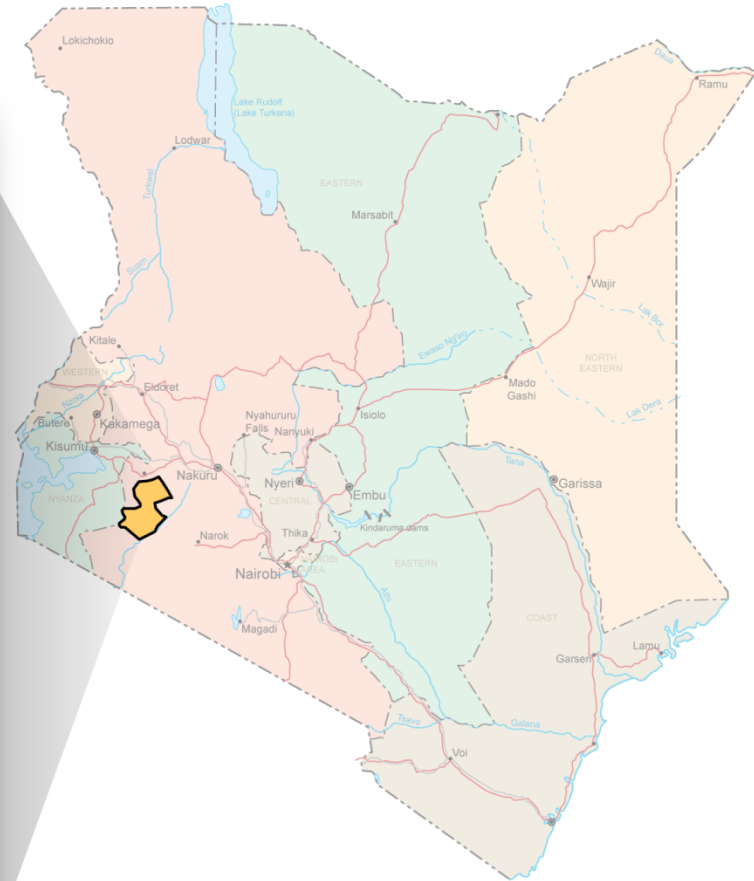 Lokichokio
Daua
Ramu
Lake Rudolf
(Lake Turkana)
Lodwar
Turkwel
EASTERN
Marsabit
Suam
Wajir
Lak Bor
Kitale
Ewaso Ng'iro
NORTH
EASTERN
WESTERN
Eldoret
Mado
Gashi
Nzoia
Lak Dera
Butere
Kakamega
Nyahururu
Falls
Nanyuki
Isiolo
Kisumu
Tana
Nakuru
Nyeri
Embu
Garissa
NYANZA
CENTRAL
Kindaruma dams
Thika
Narok
EASTERN
Nairobi
AREA
Athi
COAST
Magadi
Lamu
Garsen
Tsavo
Galana
Voi